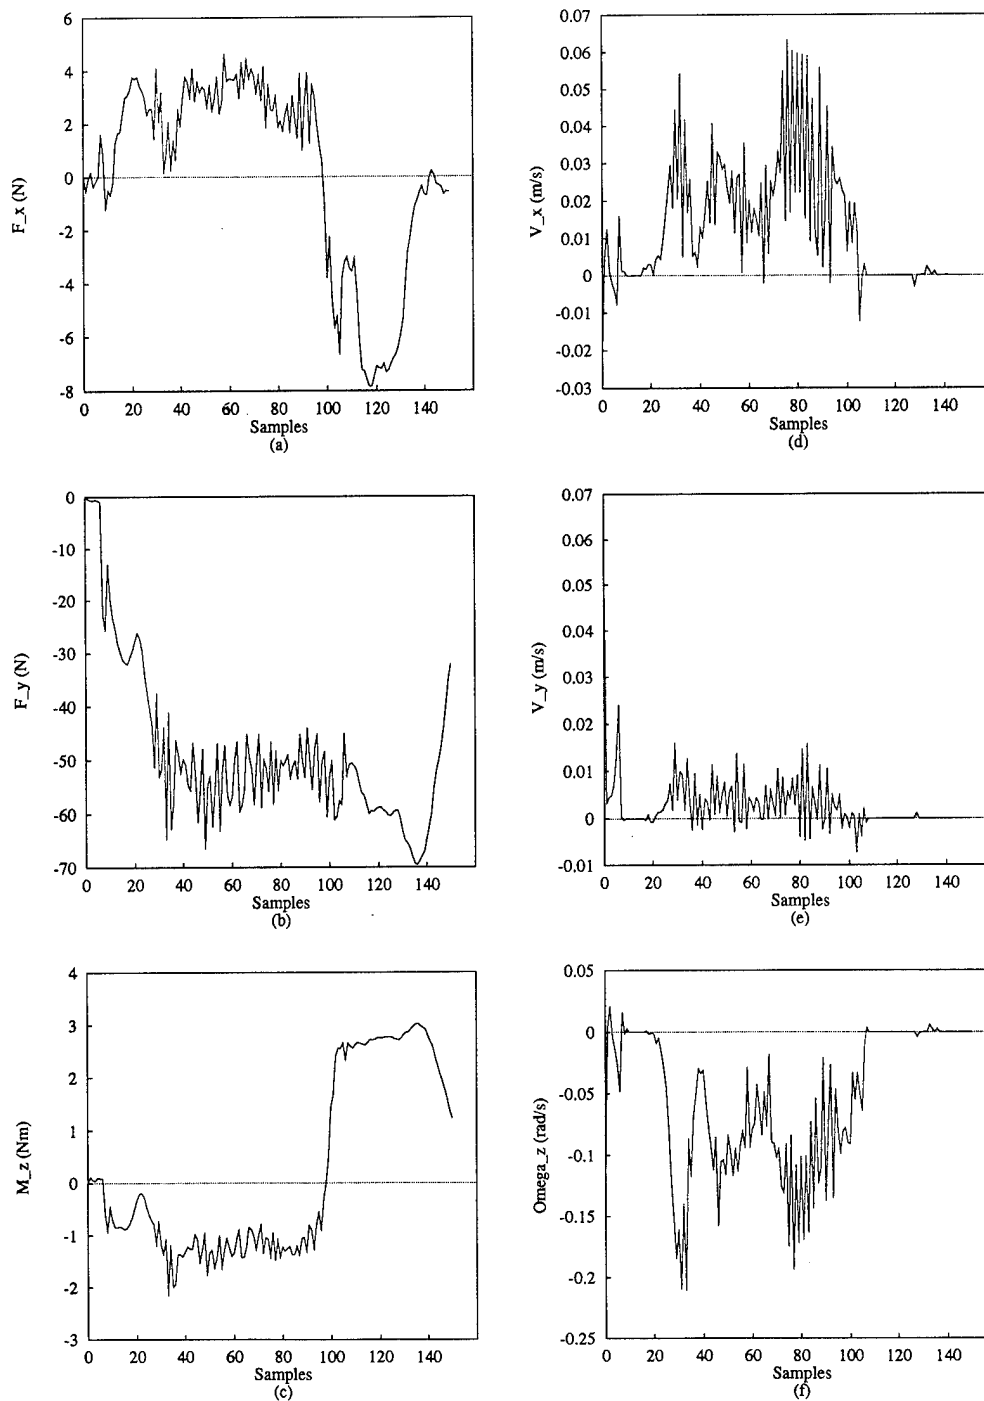 6
4
2
0
-2
-4
-6
-8
F_x (N)
0 20 40 60 80 100 120 140
Samples
(a)
0.07
0.06
0.05
0.04
0.03
0.02
0.01
0
-0.01
-0.02
-0.03
V_x (m/s)
0 20 40 60 80 100 120 140
Samples
(d)
0
-10
-20
-30
-40
-50
-60
-70
F_y (N)
0 20 40 60 80 100 120 140
Samples
(b)
0.07
0.06
0.05
0.04
0.03
0.02
0.01
0
-0.01
V_y (m/s)
0 20 40 60 80 100 120 140
Samples
(e)
4
3
2
1
0
-1
-2
-3
M_z (Nm)
0 20 40 60 80 100 120 140
Samples
(c)
0.05
0
-0.05
-0.1
-0.15
-0.2
-0.25
Omega_z (rad/s)
0 20 40 60 80 100 120 140
Samples
(f)